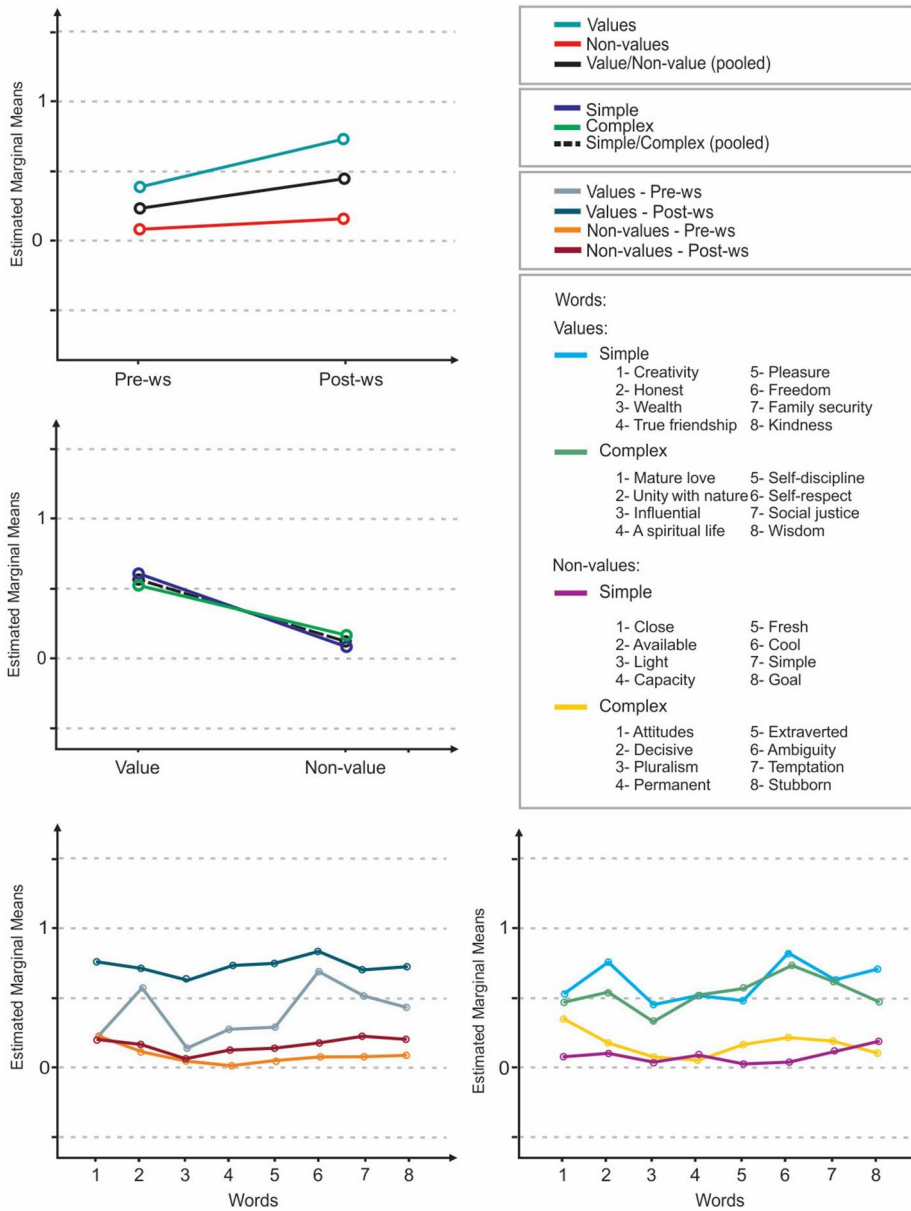 Estimated Marginal Means
1
0
Pre-ws Post-ws
Values
Non-values
Value/Non-value (pooled)
Simple
Complex
Simple/Complex (pooled)
Values - Pre-ws
Values - Post-ws
Non-values - Pre-ws
Non-values - Post-ws
Words:
Values:
Simple
1- Creativity 5- Pleasure
2- Honest 6- Freedom
3- Wealth 7- Family security
4- True friendship 8- Kindness
Complex
1- Mature love 5- Self-discipline
2- Unity with nature 6- Self-respect
3- Influential 7- Social justice
4- A spiritual life 8- Wisdom
Non-values:
Simple
1- Close 5- Fresh
2- Available 6- Cool
3- Light 7- Simple
4- Capacity 8- Goal
Complex
1- Attitudes 5- Extraverted
2- Decisive 6- Ambiguity
3- Pluralism 7- Temptation
4- Permanent 8- Stubborn
Estimated Marginal Means
1
0
Value Non-value
Estimated Marginal Means
1
0
1 2 3 4 5 6 7 8
Words
Estimated Marginal Means
1
0
1 2 3 4 5 6 7 8
Words